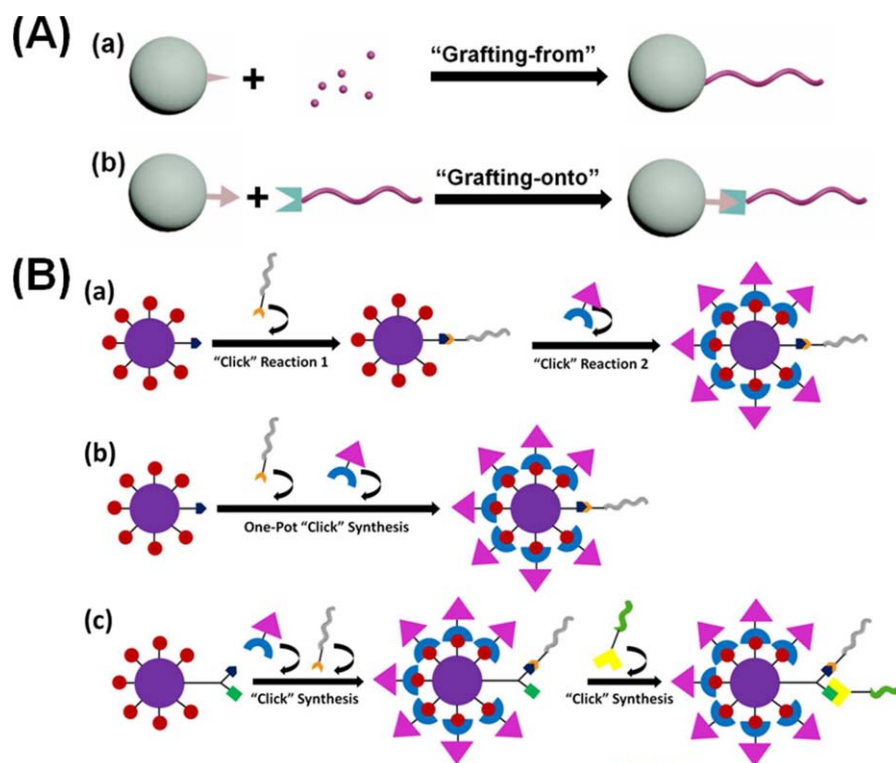 (A)
(a)
“Grafting-from”
(b)
“Grafting-onto”
(B)
(a)
“Click” Reaction 1
“Click” Reaction 2
(b)
One-Pot “Click” Synthesis
(c)
“Click” Synthesis
“Click” Synthesis